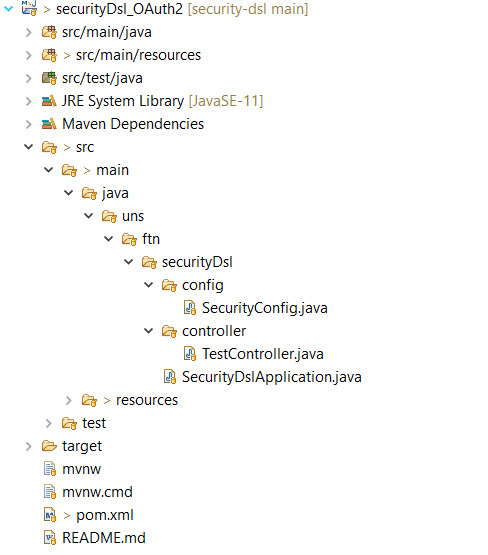 > securityDsl_OAuth2 [security-dsl main]
src/main/java
> src/main/resources
src/test/java
JRE System Library [JavaSE-11]
Maven Dependencies
> src
> main
java
uns
ftn
securityDsl
config
SecurityConfig.java
controller
TestController.java
SecurityDslApplication.java
> resources
test
target
mvnw
mvnw.cmd
> pom.xml
README.md